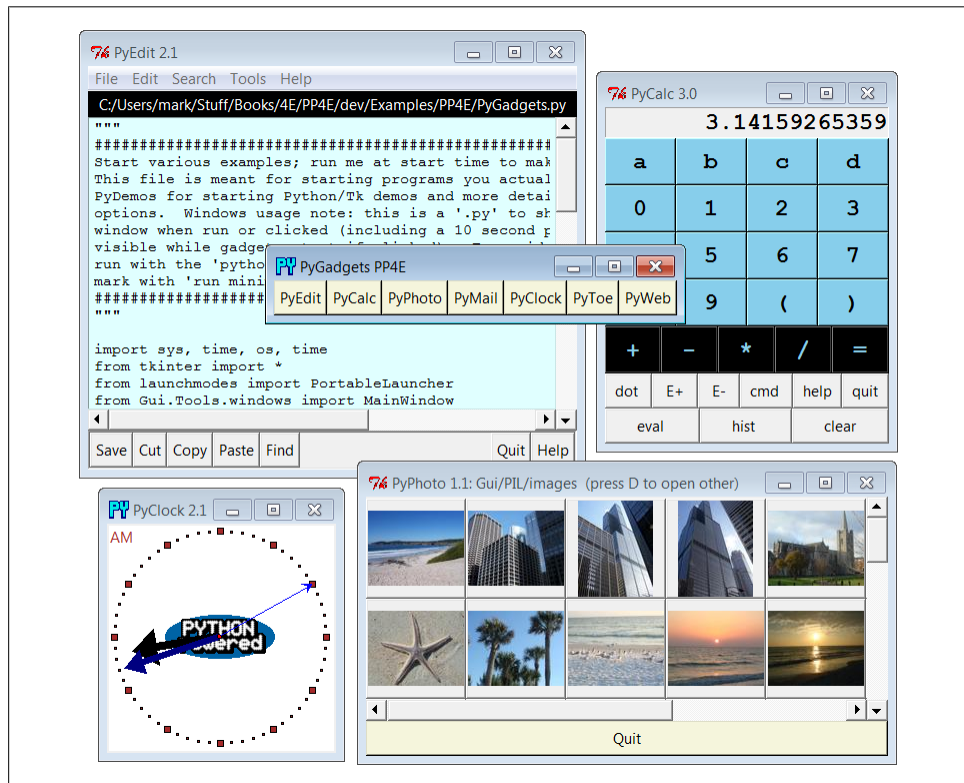 PyEdit 2.1
File Edit Search Tools Help
C:/Users/mark/Stuff/Books/4E/PP4E/dev/Examples/PP4E/PyGadgets.py
"""
##################################################
Start various examples; run me at start time to mak
This file is meant for starting programs you actual
PyDemos for starting Python/Tk demos and more detai
options.  Windows usage note: this is a '.py' to sh
window when run or clicked (including a 10 second p
visible while gadget
run with the 'pytho
mark with 'run mini
######################
"""
import sys, time, os, time
from tkinter import *
from launchmodes import PortableLauncher
from Gui.Tools.windows import MainWindow
Save Cut Copy Paste Find Quit Help
PyCalc 3.0
3.14159265359
a b c d
0 1 2 3
5 6 7
9 ( )
+ - * / =
dot E+ E- cmd help quit
eval hist clear
PyGadgets PP4E
PyEdit PyCalc PyPhoto PyMail PyClock PyToe PyWeb
PyClock 2.1
AM
PYTHON
Powered
PyPhoto 1.1: Gui/PIL/images (press D to open other)
Quit